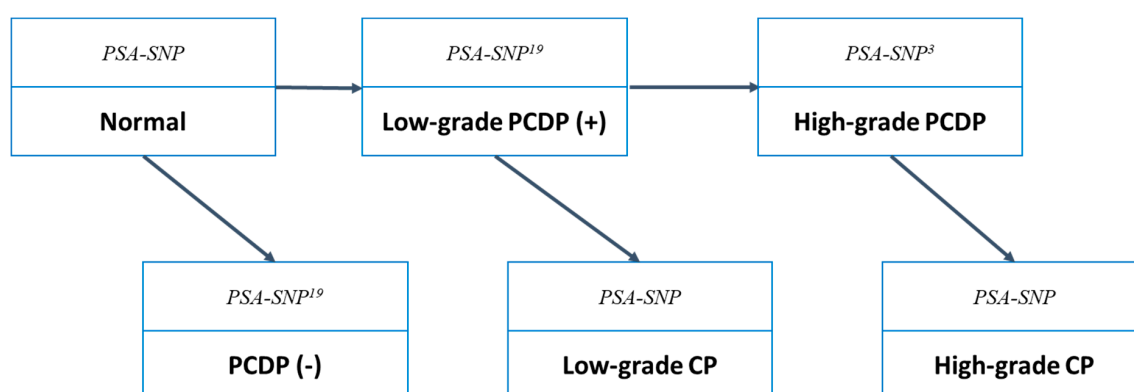 PSA-SNP
Normal
PSA-SNP¹⁹
Low-grade PCDP (+)
PSA-SNP³
High-grade PCDP
PSA-SNP¹⁹
PCDP (-)
PSA-SNP
Low-grade CP
PSA-SNP
High-grade CP